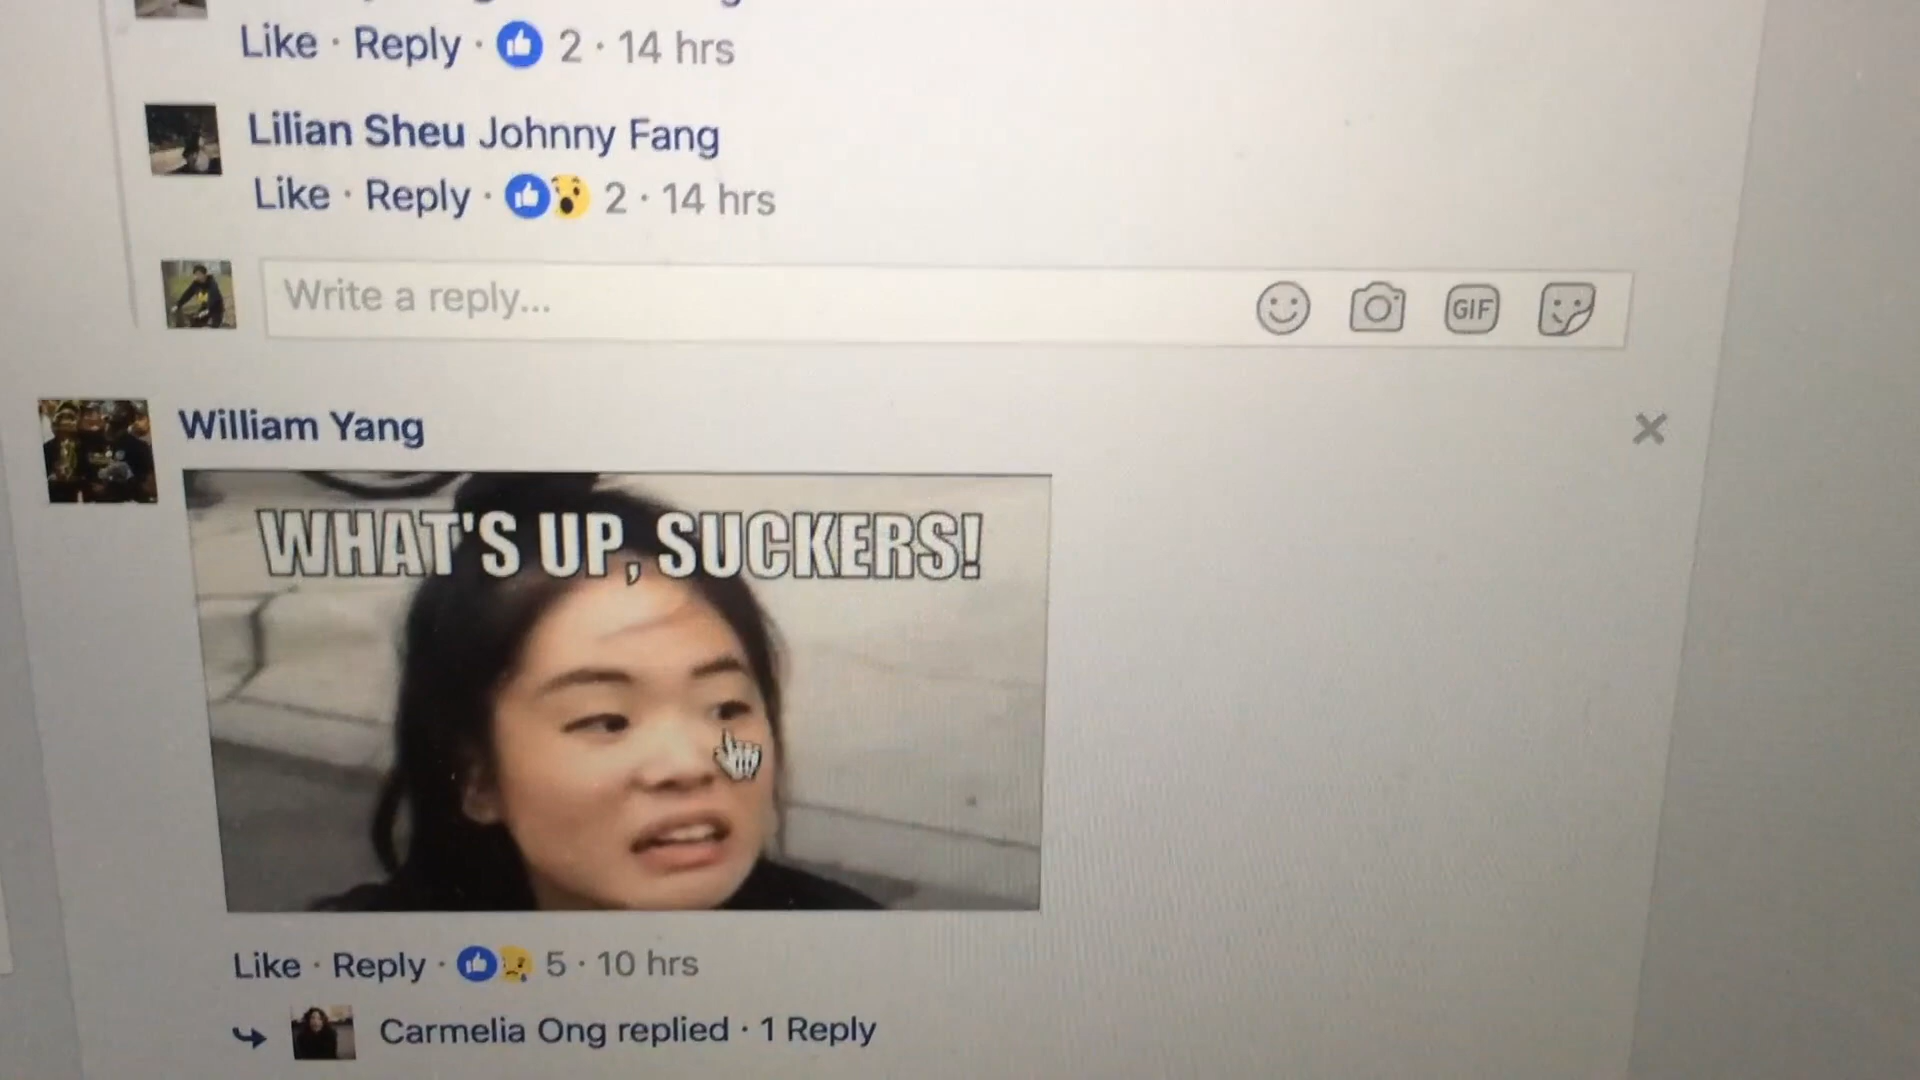 Like · Reply · 2 · 14 hrs
Lilian Sheu Johnny Fang
Like · Reply · 2 · 14 hrs
Write a reply...
GIF
William Yang
WHAT'S UP, SUCKERS!
Like · Reply · 5 · 10 hrs
Carmelia Ong replied · 1 Reply